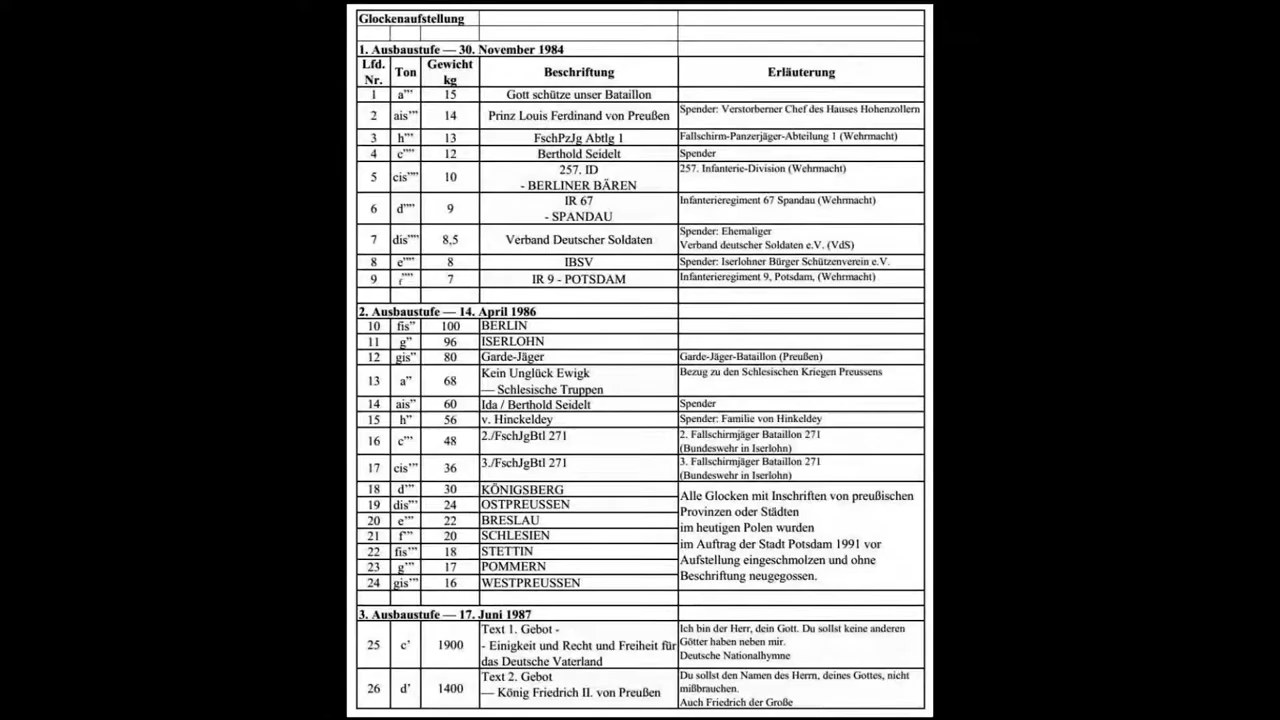 Glockenaufstellung
1. Ausbaustufe — 30. November 1984
Lfd. Nr. Ton Gewicht kg Beschriftung Erläuterung
1 a''' 15 Gott schütze unser Bataillon
2 ais''' 14 Prinz Louis Ferdinand von Preußen Spender: Verstorbener Chef des Hauses Hohenzollern
3 h''' 13 FschPzJg Abtlg 1 Fallschirm-Panzerjäger-Abteilung 1 (Wehrmacht)
4 c'''' 12 Berthold Seidelt Spender
5 cis'''' 10 257. ID 257. Infanterie-Division (Wehrmacht)
- BERLINER BÄREN
6 d'''' 9 IR 67 Infanterieregiment 67 Spandau (Wehrmacht)
- SPANDAU
7 dis'''' 8,5 Verband Deutscher Soldaten Spender: Ehemaliger
Verband deutscher Soldaten e.V. (VdS)
8 e'''' 8 IBSV Spender: Iserlohner Bürger Schützenverein e.V.
9 f'''' 7 IR 9 - POTSDAM Infanterieregiment 9, Potsdam, (Wehrmacht)
2. Ausbaustufe — 14. April 1986
10 fis” 100 BERLIN
11 g” 96 ISERLOHN
12 gis” 80 Garde-Jäger Garde-Jäger-Bataillon (Preußen)
13 a” 68 Kein Unglück Ewigk Bezug zu den Schlesischen Kriegen Preussens
— Schlesische Truppen
14 ais” 60 Ida / Berthold Seidelt Spender
15 h” 56 v. Hinckeldey Spender: Familie von Hinkeldey
16 c”’ 48 2./FschJgBtl 271 2. Fallschirmjäger Bataillon 271
(Bundeswehr in Iserlohn)
17 cis”’ 36 3./FschJgBtl 271 3. Fallschirmjäger Bataillon 271
(Bundeswehr in Iserlohn)
18 d”’ 30 KÖNIGSBERG
19 dis”’ 24 OSTPREUSSEN
20 e”’ 22 BRESLAU
21 f”’ 20 SCHLESIEN
22 fis”’ 18 STETTIN
23 g”’ 17 POMMERN
24 gis”’ 16 WESTPREUSSEN
Alle Glocken mit Inschriften von preußischen
Provinzen oder Städten
im heutigen Polen wurden
im Auftrag der Stadt Potsdam 1991 vor
Aufstellung eingeschmolzen und ohne
Beschriftung neugegossen.
3. Ausbaustufe — 17. Juni 1987
25 c’ 1900 Text 1. Gebot - Ich bin der Herr, dein Gott. Du sollst keine anderen
- Einigkeit und Recht und Freiheit für Götter haben neben mir.
das Deutsche Vaterland Deutsche Nationalhymne
26 d’ 1400 Text 2. Gebot Du sollst den Namen des Herrn, deines Gottes, nicht
— König Friedrich II. von Preußen mißbrauchen.
Auch Friedrich der Große